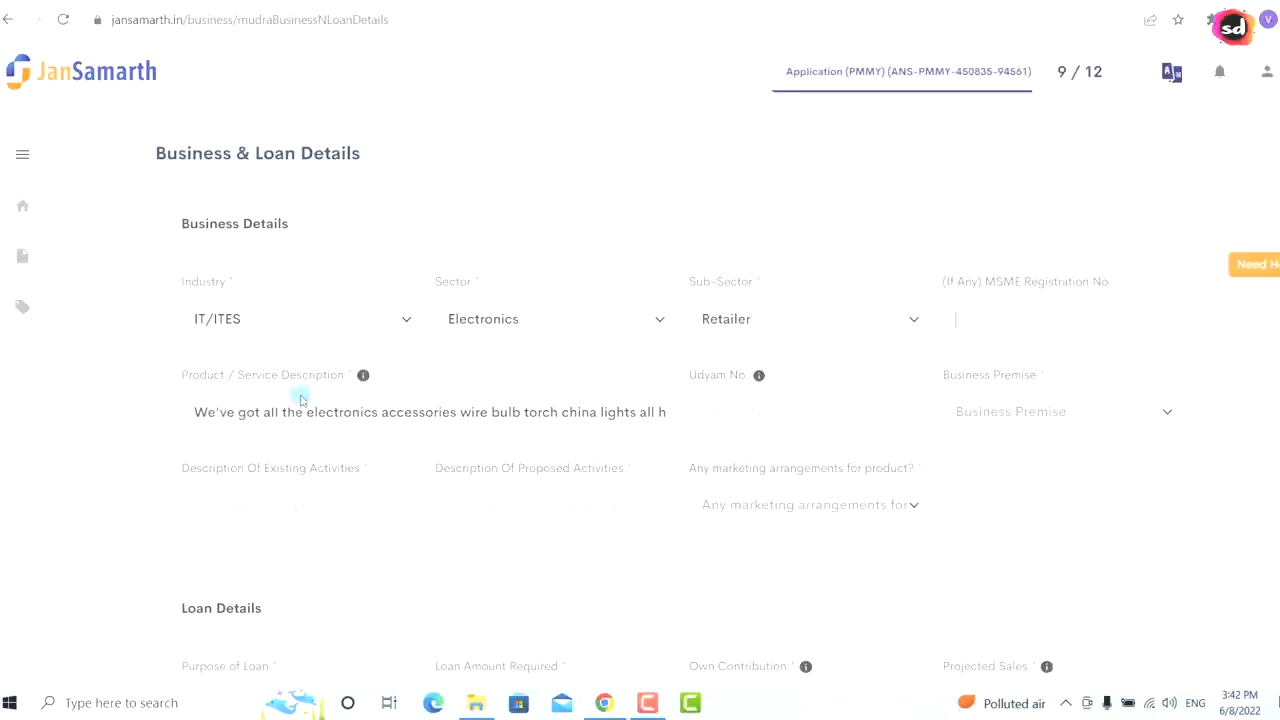 jansamarth.in/business/mudraBusinessNLoanDetails
V
sd
JanSamarth
Application (PMMY) (ANS-PMMY-450835-94561)
9 / 12
Business & Loan Details
Business Details
Need
Industry *
Sector *
Sub-Sector *
(If Any) MSME Registration No
IT/ITES
Electronics
Retailer
Product / Service Description *
Udyam No
Business Premise *
We've got all the electronics accessories wire bulb torch china lights all h
Business Premise
Description Of Existing Activities *
Description Of Proposed Activities *
Any marketing arrangements for product? *
Any marketing arrangements for
Loan Details
Purpose of Loan *
Loan Amount Required *
Own Contribution *
Projected Sales *
Type here to search
Polluted air
ENG
3:42 PM
6/8/2022